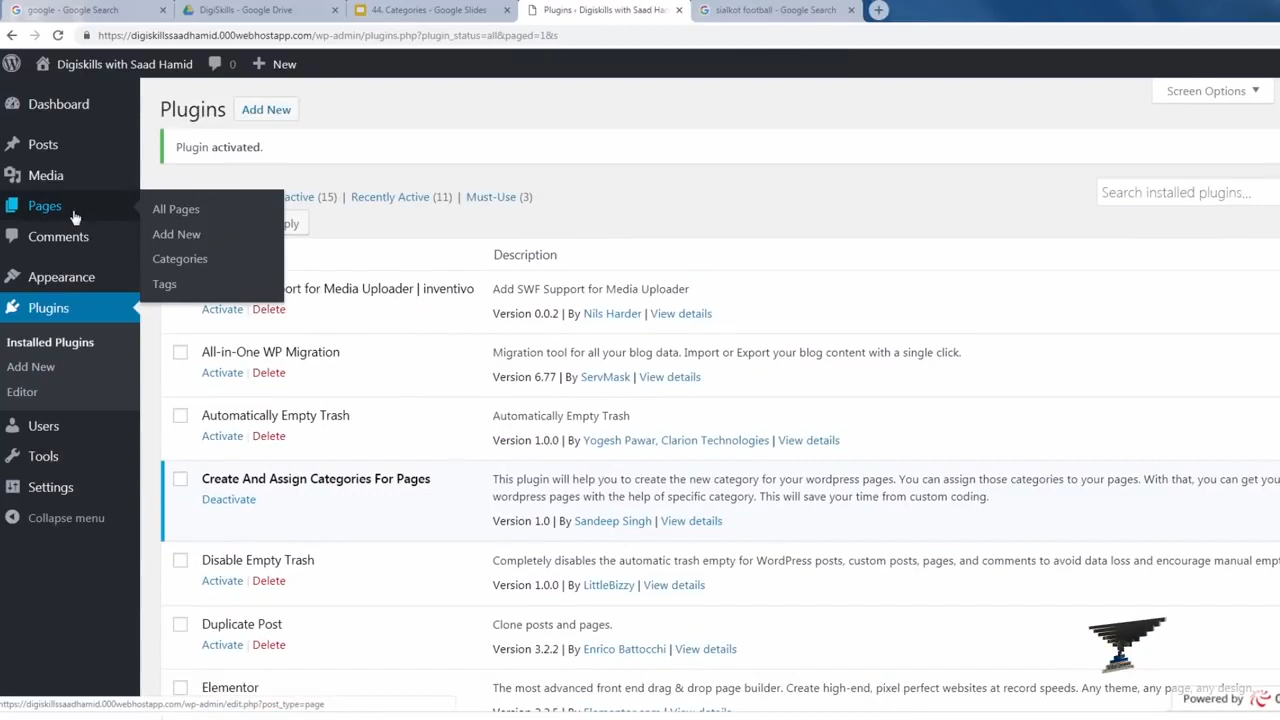 google - Google Search
DigiSkills - Google Drive
44. Categories - Google Slides
Plugins ‹ Digiskills with Saad Ha
sialkot football - Google Search
https://digiskillssaadhamid.000webhostapp.com/wp-admin/plugins.php?plugin_status=all&paged=1&s
Digiskills with Saad Hamid
0
New
Dashboard
Posts
Media
Pages
Comments
Appearance
Plugins
Installed Plugins
Add New
Editor
Users
Tools
Settings
Collapse menu
All Pages
Add New
Categories
Tags
Screen Options
Plugins Add New
Plugin activated.
active (15) | Recently Active (11) | Must-Use (3)
Search installed plugins...
ply
Description
ort for Media Uploader | inventivo
Activate | Delete
Add SWF Support for Media Uploader
Version 0.0.2 | By Nils Harder | View details
All-in-One WP Migration
Activate | Delete
Migration tool for all your blog data. Import or Export your blog content with a single click.
Version 6.77 | By ServMask | View details
Automatically Empty Trash
Activate | Delete
Automatically Empty Trash
Version 1.0.0 | By Yogesh Pawar, Clarion Technologies | View details
Create And Assign Categories For Pages
Deactivate
This plugin will help you to create the new category for your wordpress pages. You can assign those categories to your pages. With that, you can get you
wordpress pages with the help of specific category. This will save your time from custom coding.
Version 1.0 | By Sandeep Singh | View details
Disable Empty Trash
Activate | Delete
Completely disables the automatic trash empty for WordPress posts, custom posts, pages, and comments to avoid data loss and encourage manual emp
Version 1.0.0 | By LittleBizzy | View details
Duplicate Post
Activate | Delete
Clone posts and pages.
Version 3.2.2 | By Enrico Battocchi | View details
Elementor
The most advanced front end drag & drop page builder. Create high-end, pixel perfect websites at record speeds. Any theme, any page, any design.
Powered by
https://digiskillssaadhamid.000webhostapp.com/wp-admin/edit.php?post_type=page